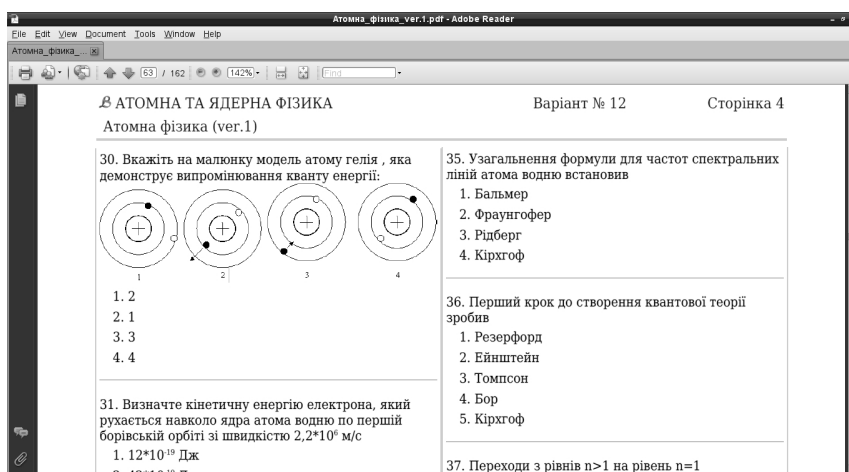 Атомна_фізика_ver.1.pdf - Adobe Reader
File Edit View Document Tools Window Help
Атомна_фізика_...
63 / 162 142% Find
АТОМНА ТА ЯДЕРНА ФІЗИКА Варіант № 12 Сторінка 4
Атомна фізика (ver.1)
30. Вкажіть на малюнку модель атому гелія , яка
демонструє випромінювання кванту енергії:
1 2 3 4
1. 2
2. 1
3. 3
4. 4
31. Визначте кінетичну енергію електрона, який
рухається навколо ядра атома водню по першій
борівській орбіті зі швидкістю 2,2*10⁶ м/с
1. 12*10⁻¹⁹ Дж
35. Узагальнення формули для частот спектральних
ліній атома водню встановив
1. Бальмер
2. Фраунгофер
3. Рідберг
4. Кірхгоф
36. Перший крок до створення квантової теорії
зробив
1. Резерфорд
2. Ейнштейн
3. Томпсон
4. Бор
5. Кірхгоф
37. Переходи з рівнів n>1 на рівень n=1